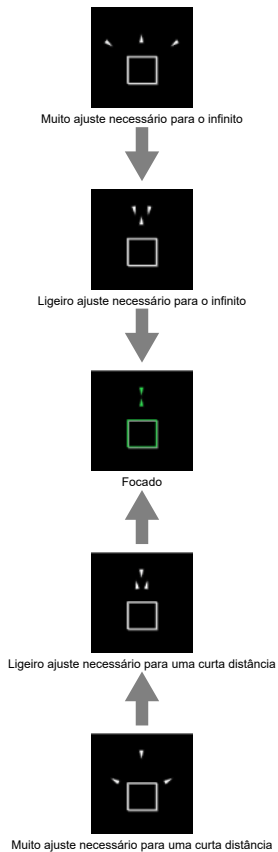 Muito ajuste necessário para o infinito
Ligeiro ajuste necessário para o infinito
Focado
Ligeiro ajuste necessário para uma curta distância
Muito ajuste necessário para uma curta distância